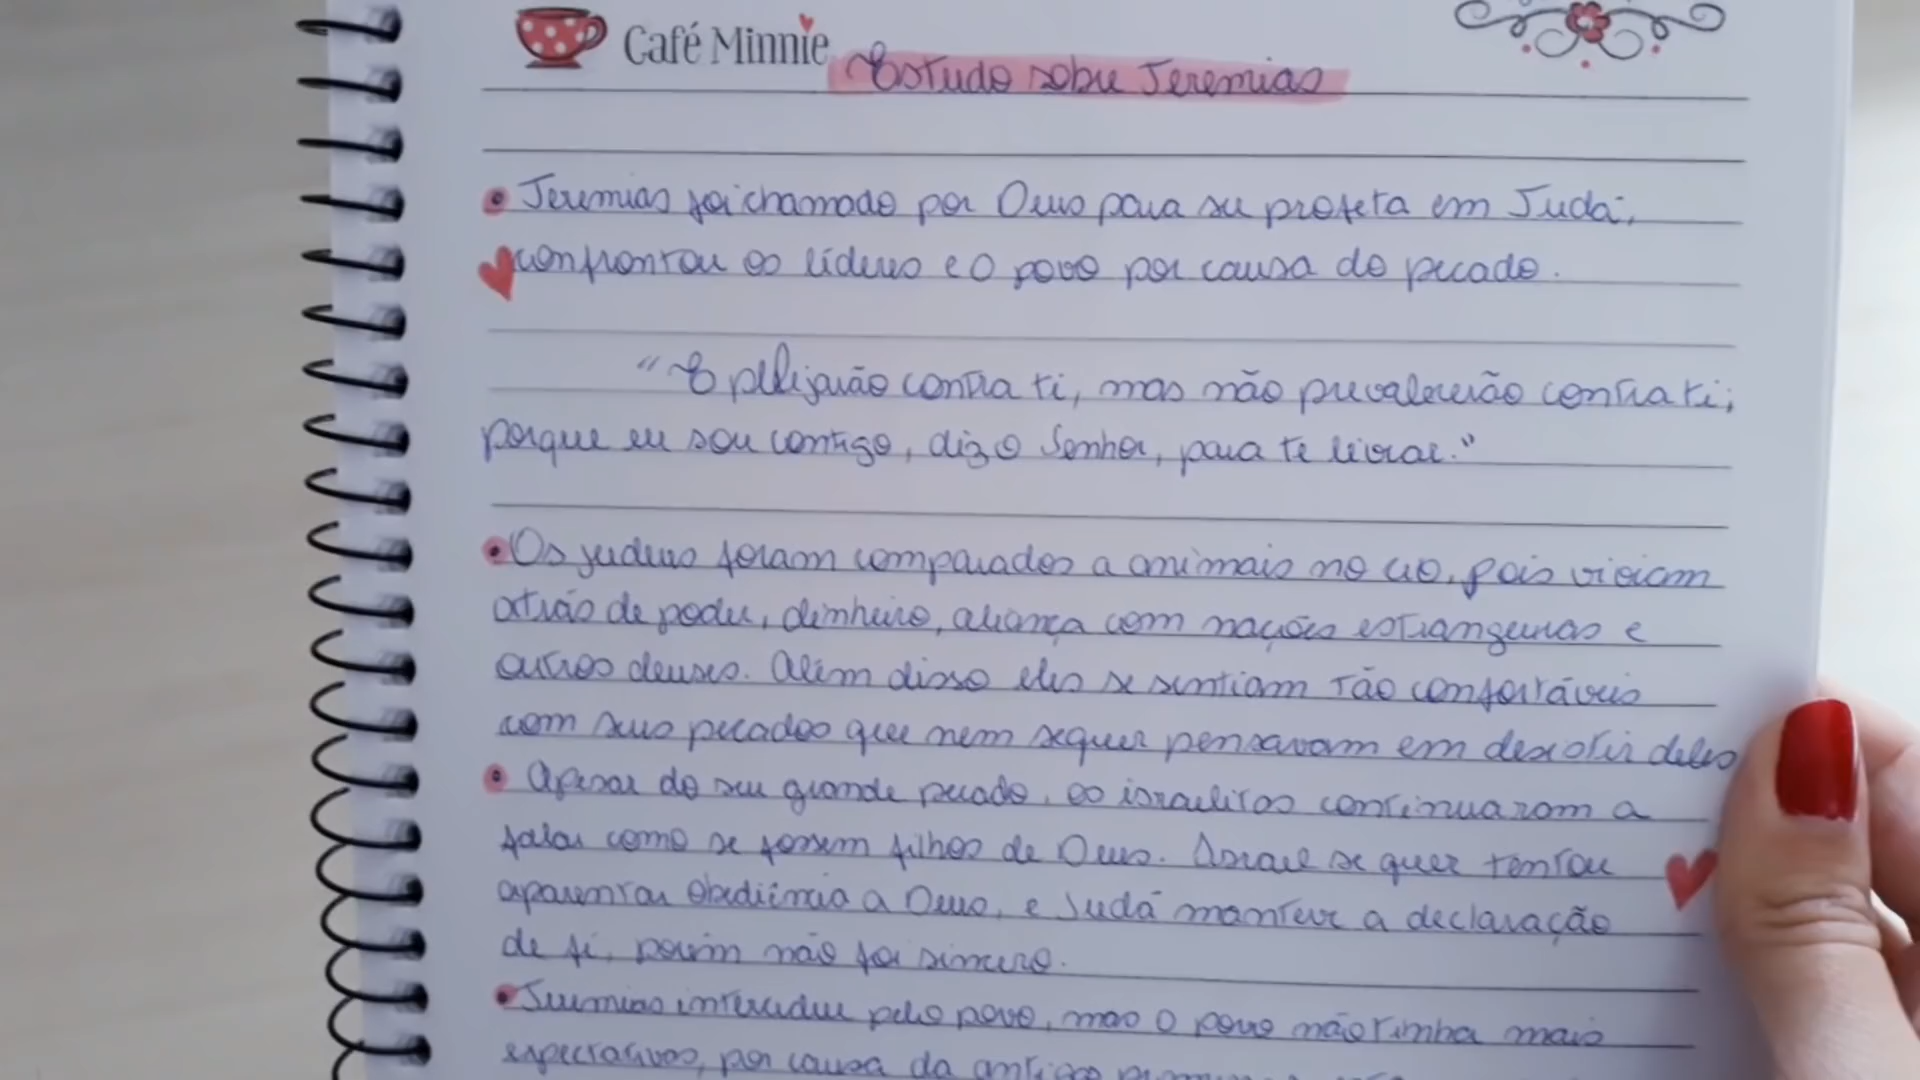 Café Minnie
Estudo sobre Jeremias
• Jeremias foi chamado por Deus para ser profeta em Judá,
confrontou os líderes e o povo por causa do pecado.
"E pelejarão contra ti, mas não prevalecerão contra ti;
porque eu sou contigo, diz o Senhor, para te livrar."
• Os judeus foram comparados a animais no cio, pois viviam
atrás de poder, dinheiro, aliança com nações estrangeiras e
outros deuses. Além disso eles se sentiam tão confortáveis
com seus pecados que nem sequer pensavam em desistir deles
• Apesar do seu grande pecado, os israelitas continuaram a
falar como se fossem filhos de Deus. Israel se quer tentou
aparentar obediência a Deus, e Judá manteve a declaração
de fé, porém não foi sincero.
• Jeremias intercedeu pelo povo, mas o povo não tinha mais
expectativas, por causa da